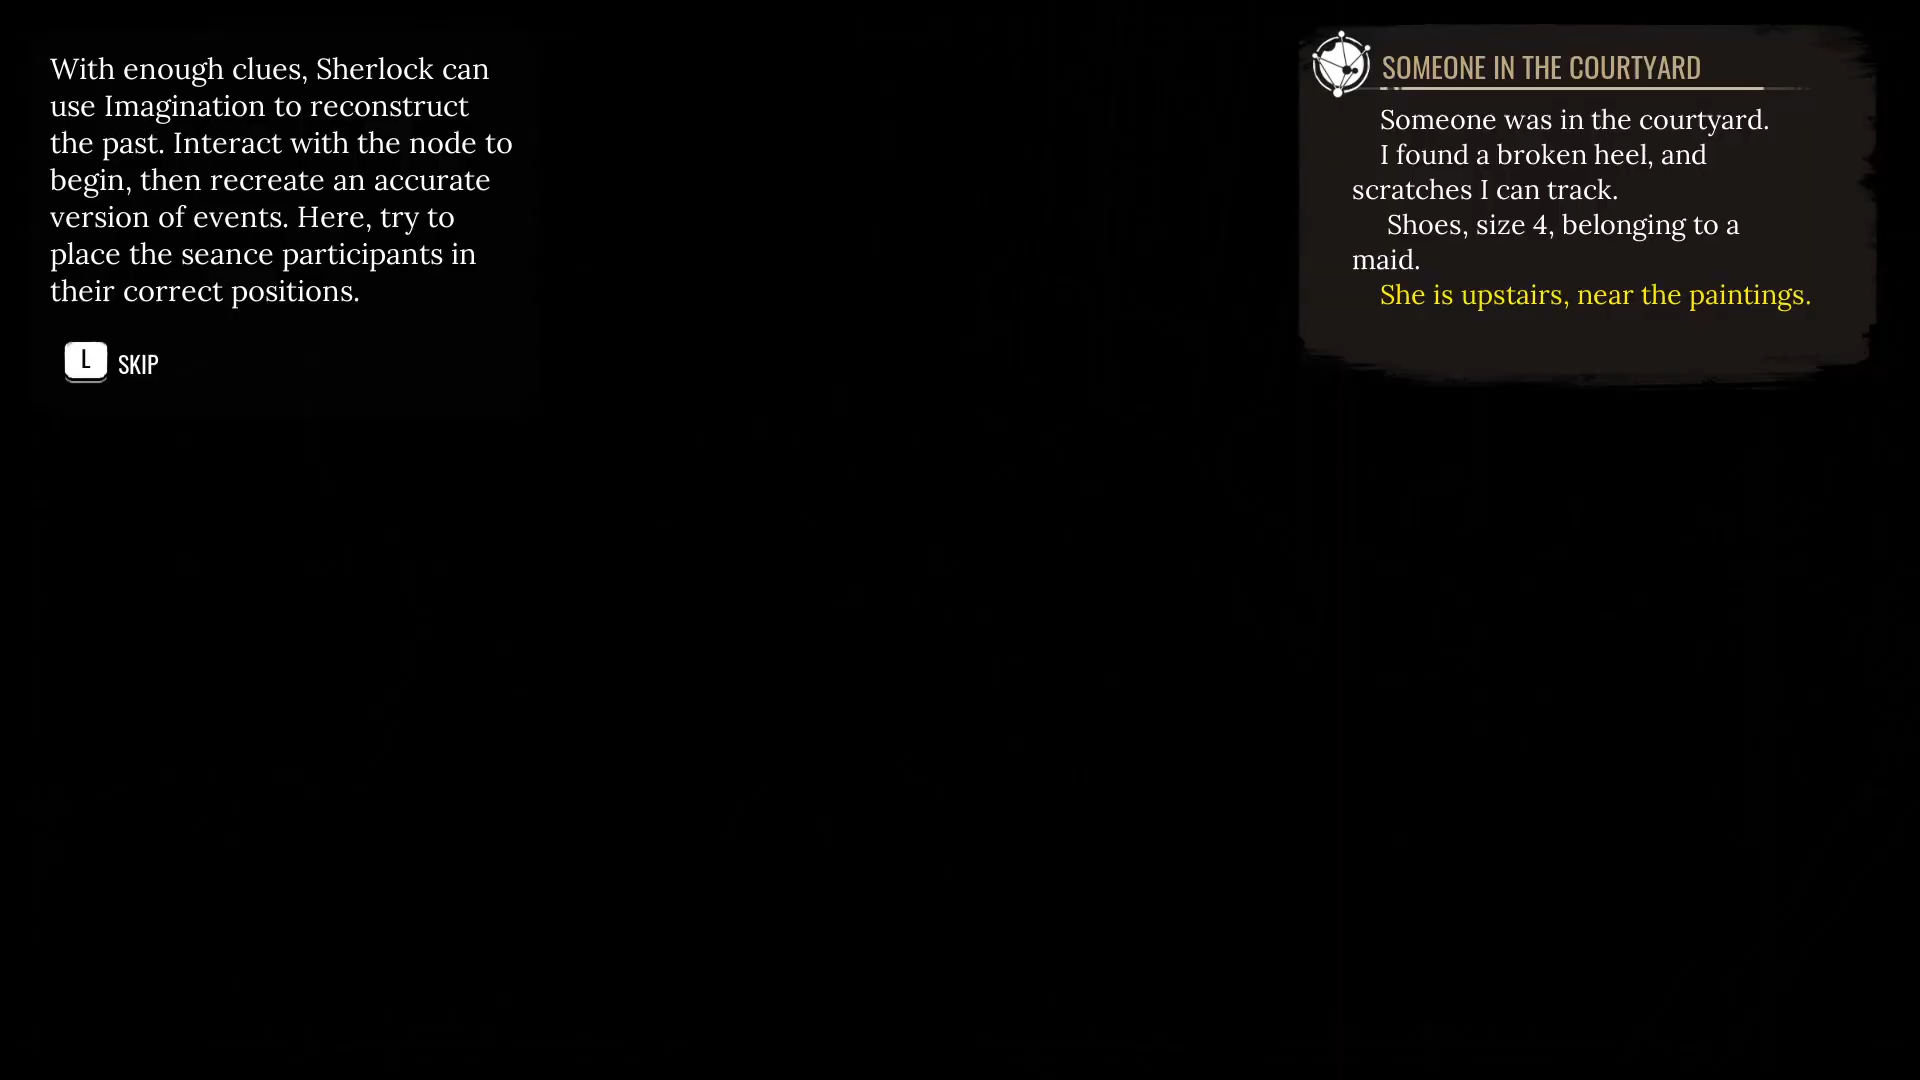 With enough clues, Sherlock can
use Imagination to reconstruct
the past. Interact with the node to
begin, then recreate an accurate
version of events. Here, try to
place the seance participants in
their correct positions.
L SKIP
SOMEONE IN THE COURTYARD
Someone was in the courtyard.
I found a broken heel, and
scratches I can track.
Shoes, size 4, belonging to a
maid.
She is upstairs, near the paintings.